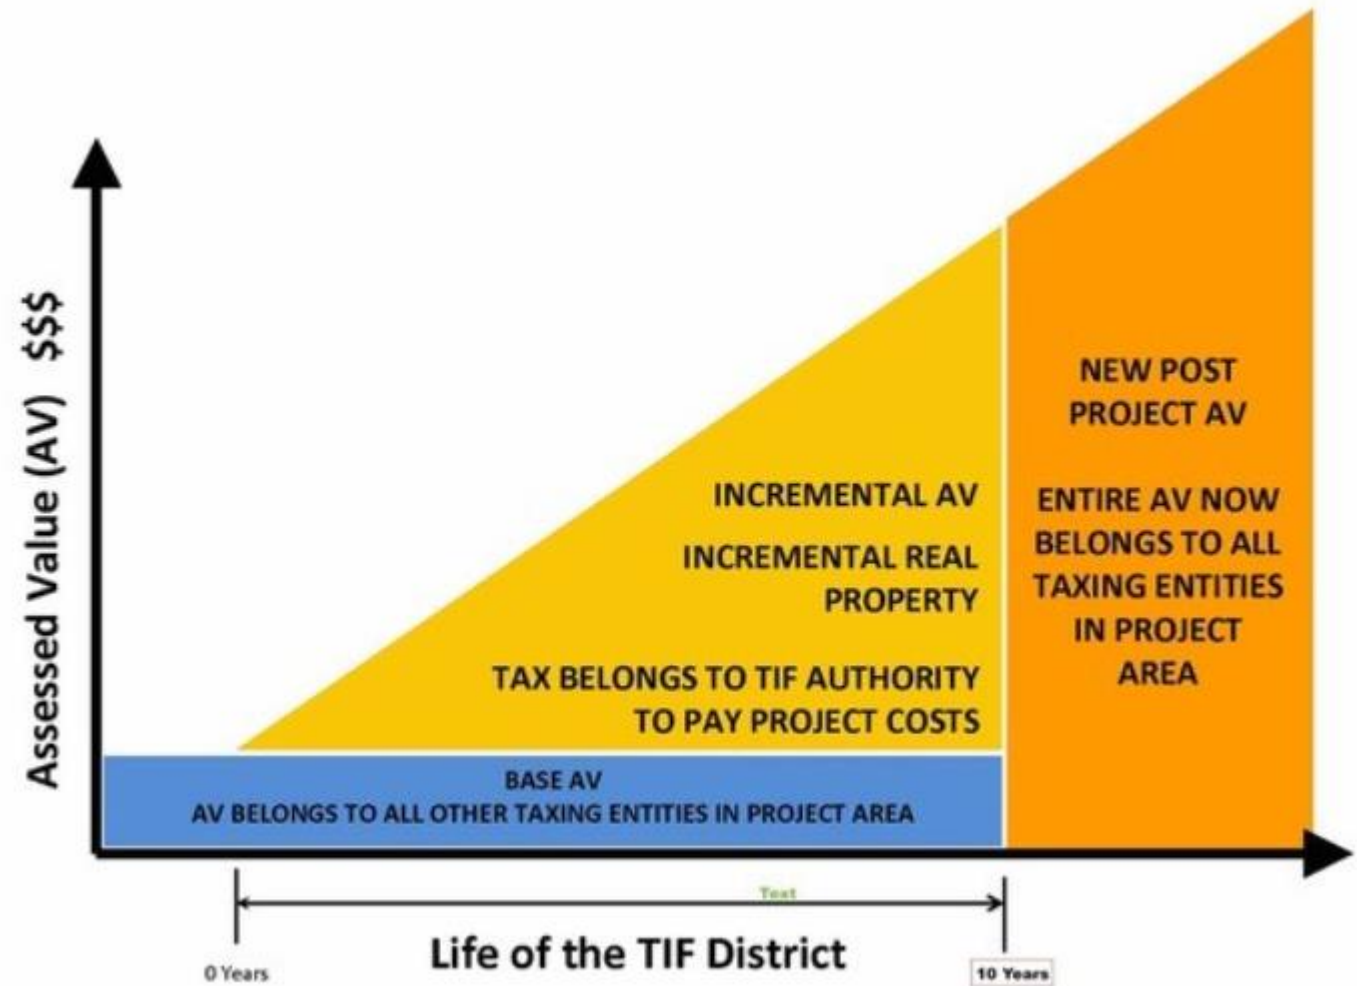 Assessed Value (AV) $$$
INCREMENTAL AV
INCREMENTAL REAL
PROPERTY
TAX BELONGS TO TIF AUTHORITY
TO PAY PROJECT COSTS
NEW POST
PROJECT AV
ENTIRE AV NOW
BELONGS TO ALL
TAXING ENTITIES
IN PROJECT
AREA
BASE AV
AV BELONGS TO ALL OTHER TAXING ENTITIES IN PROJECT AREA
Text
Life of the TIF District
0 Years
10 Years